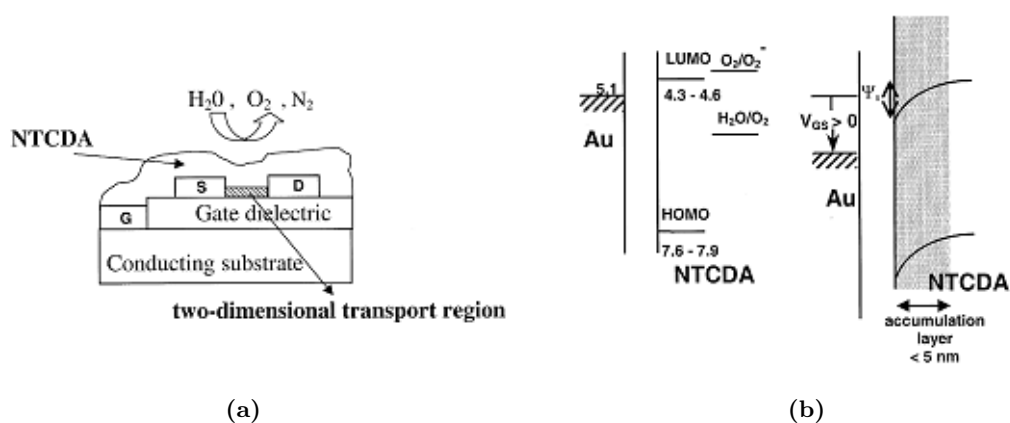 H20 , O2 , N2
NTCDA
S
D
G
Gate dielectric
Conducting substrate
two-dimensional transport region
(a)
LUMO
O2/O2-
5.1
4.3 - 4.6
H2O/O2
Au
HOMO
7.6 - 7.9
NTCDA
Ψs
VGS > 0
Au
NTCDA
accumulation
layer
< 5 nm
(b)